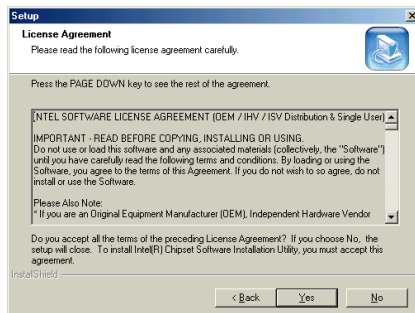 Setup
License Agreement
Please read the following license agreement carefully.
Press the PAGE DOWN key to see the rest of the agreement.
INTEL SOFTWARE LICENSE AGREEMENT (OEM / IHV / ISV Distribution & Single User)
IMPORTANT - READ BEFORE COPYING, INSTALLING OR USING.
Do not use or load this software and any associated materials (collectively, the "Software")
until you have carefully read the following terms and conditions. By loading or using the
Software, you agree to the terms of this Agreement. If you do not wish to so agree, do not
install or use the Software.
Please Also Note:
* If you are an Original Equipment Manufacturer (OEM), Independent Hardware Vendor
Do you accept all the terms of the preceding License Agreement? If you choose No, the
setup will close. To install Intel(R) Chipset Software Installation Utility, you must accept this
agreement.
InstallShield
< Back
Yes
No